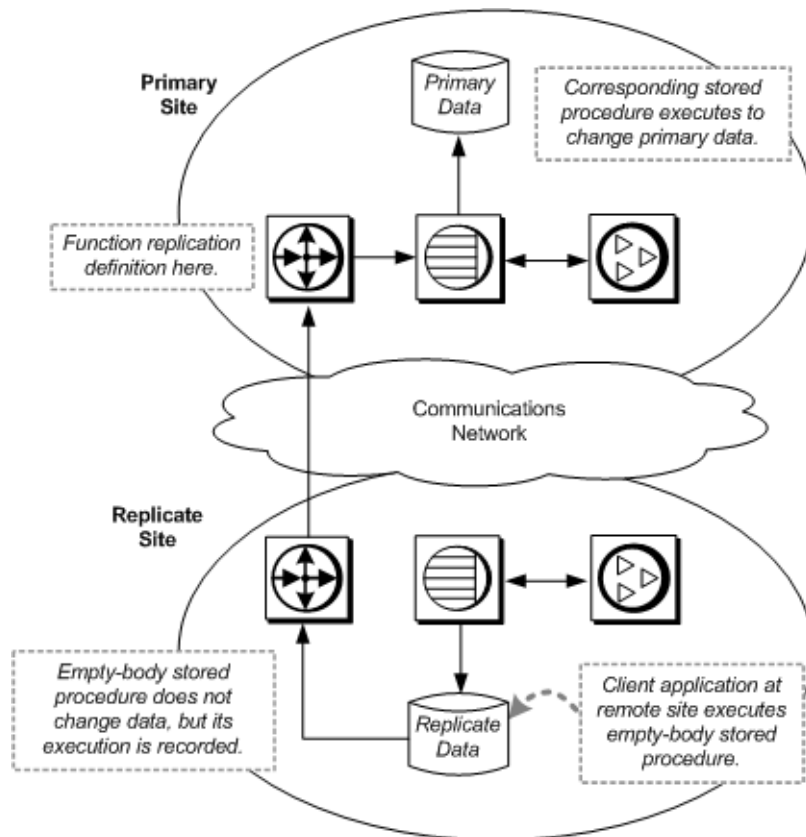 Primary
Site
Primary
Data
Corresponding stored
procedure executes to
change primary data.
Function replication
definition here.
Communications
Network
Replicate
Site
Empty-body stored
procedure does not
change data, but its
execution is recorded.
Replicate
Data
Client application at
remote site executes
empty-body stored
procedure.